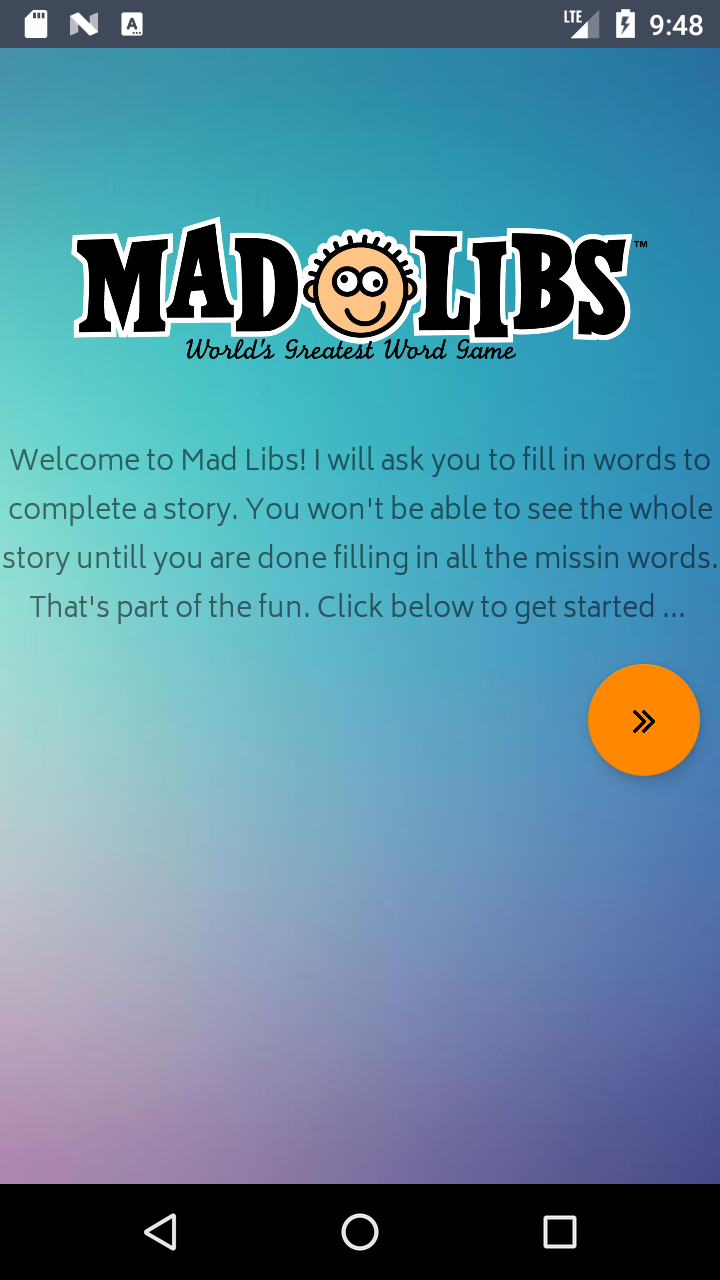 LTE 9:48
MAD LIBS™
World's Greatest Word Game
Welcome to Mad Libs! I will ask you to fill in words to
complete a story. You won't be able to see the whole
story untill you are done filling in all the missin words.
That's part of the fun. Click below to get started ...